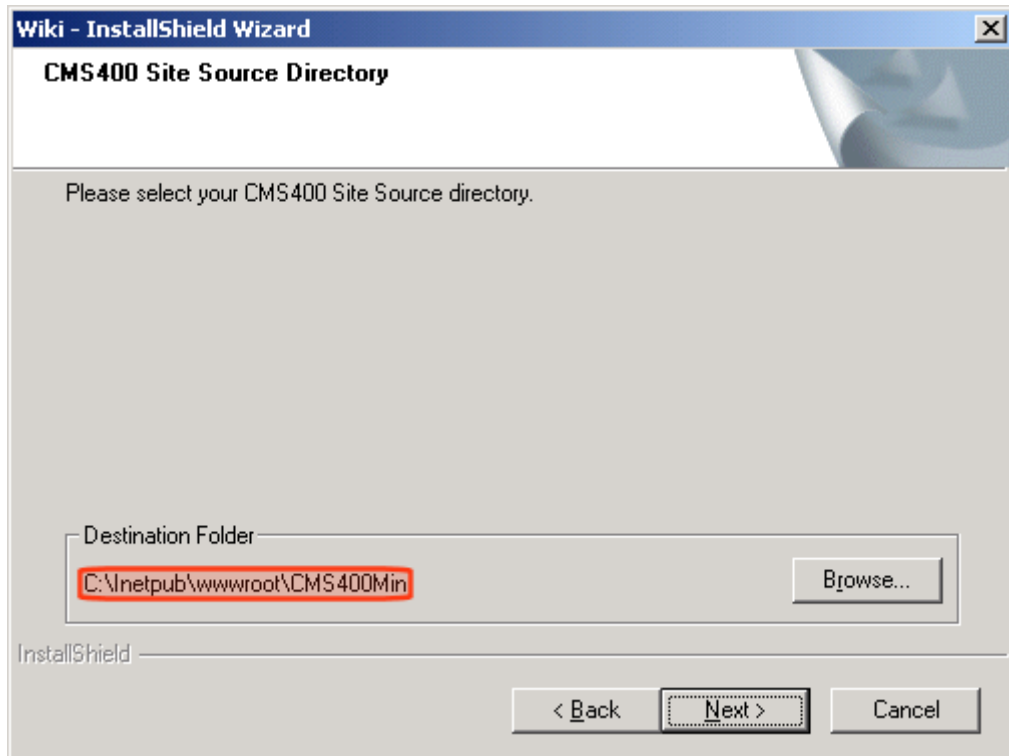 Wiki - InstallShield Wizard
CMS400 Site Source Directory
Please select your CMS400 Site Source directory.
Destination Folder
C:\Inetpub\wwwroot\CMS400Min
Browse...
InstallShield
< Back Next > Cancel